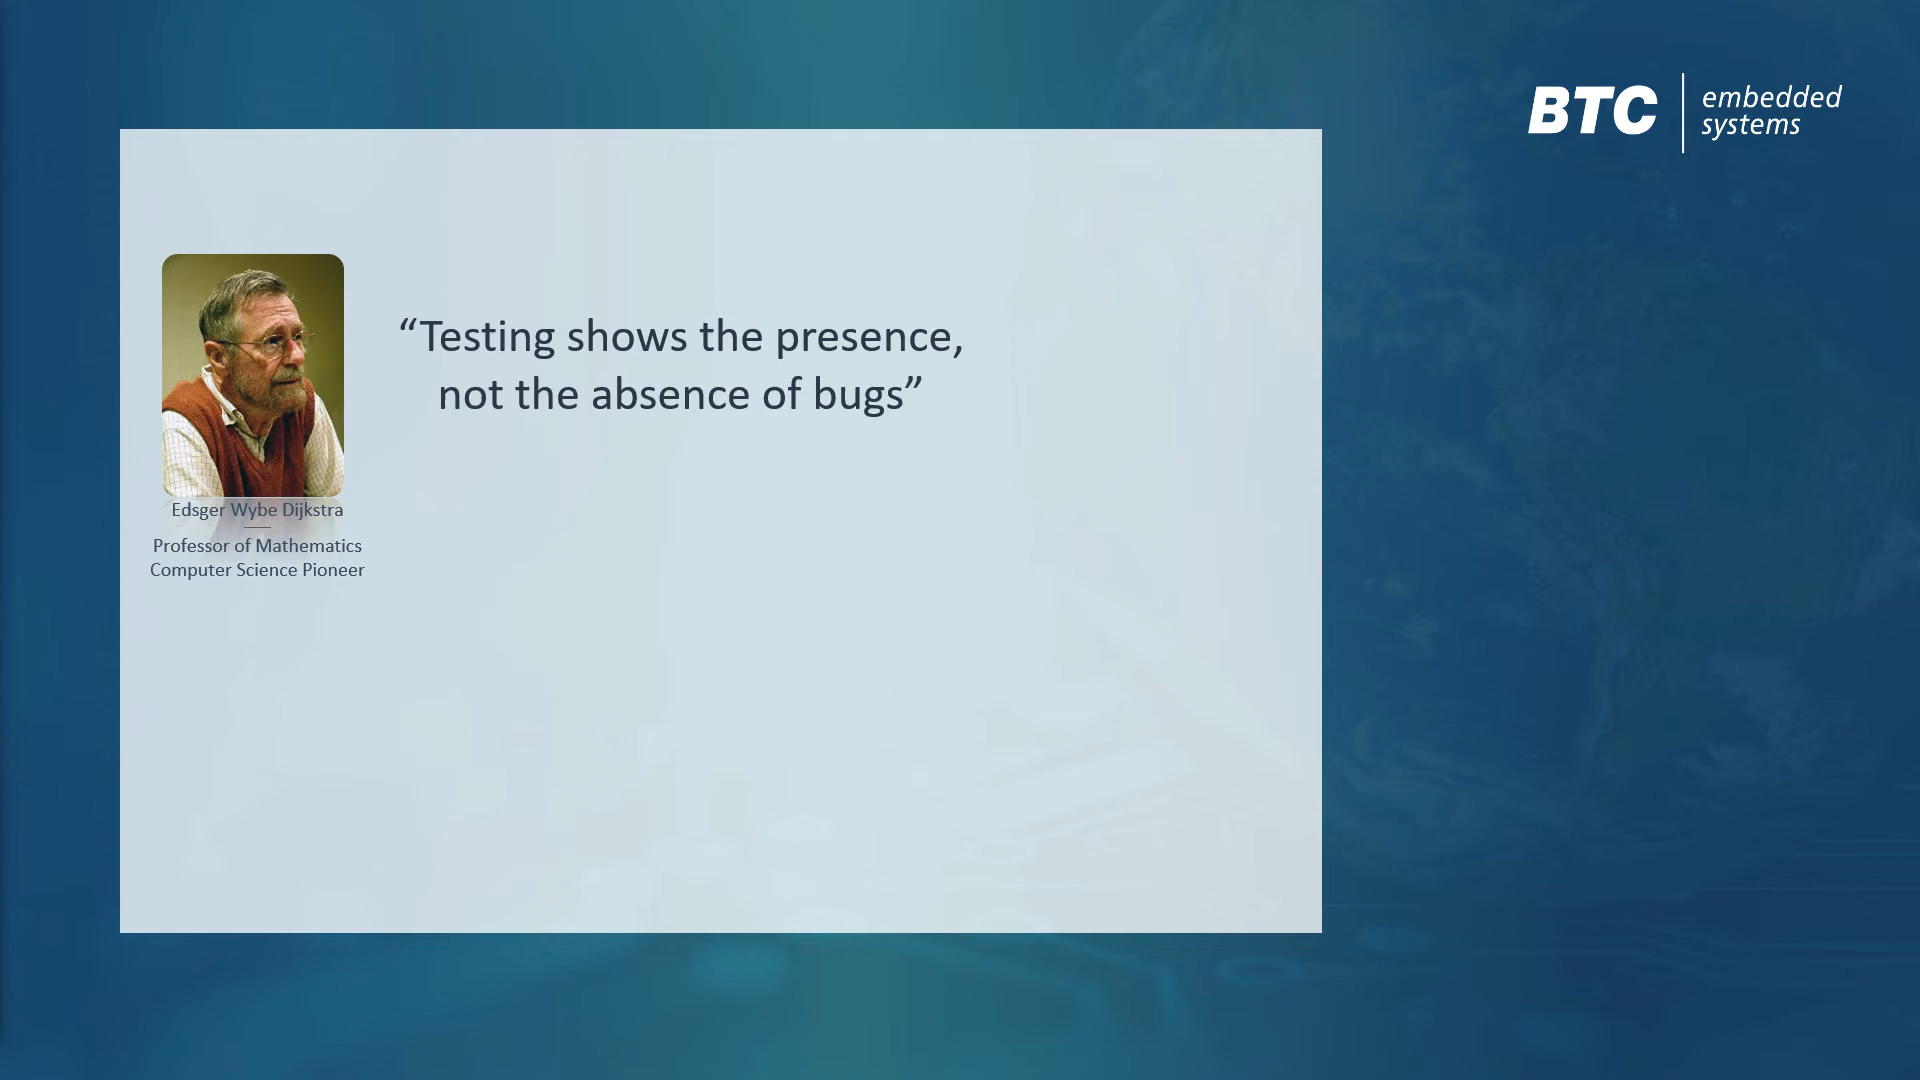 BTC
embedded
systems
“Testing shows the presence,
not the absence of bugs”
Edsger Wybe Dijkstra
Professor of Mathematics
Computer Science Pioneer